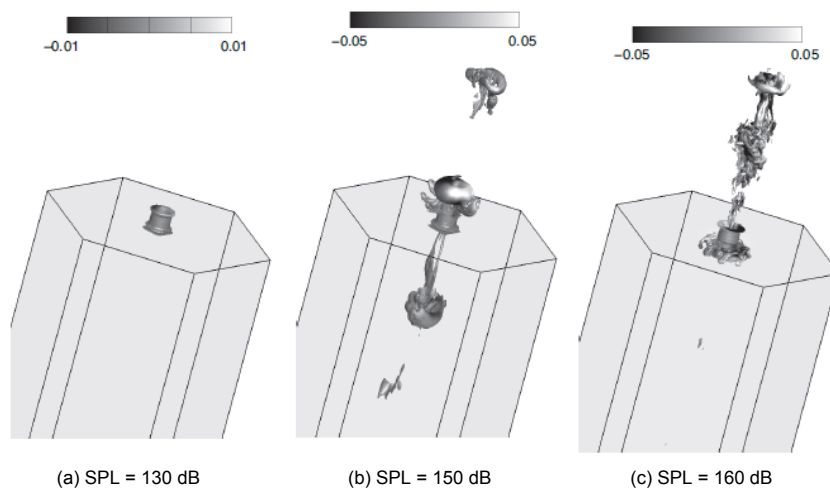 −0.01 0.01
−0.05 0.05
−0.05 0.05
(a) SPL = 130 dB
(b) SPL = 150 dB
(c) SPL = 160 dB